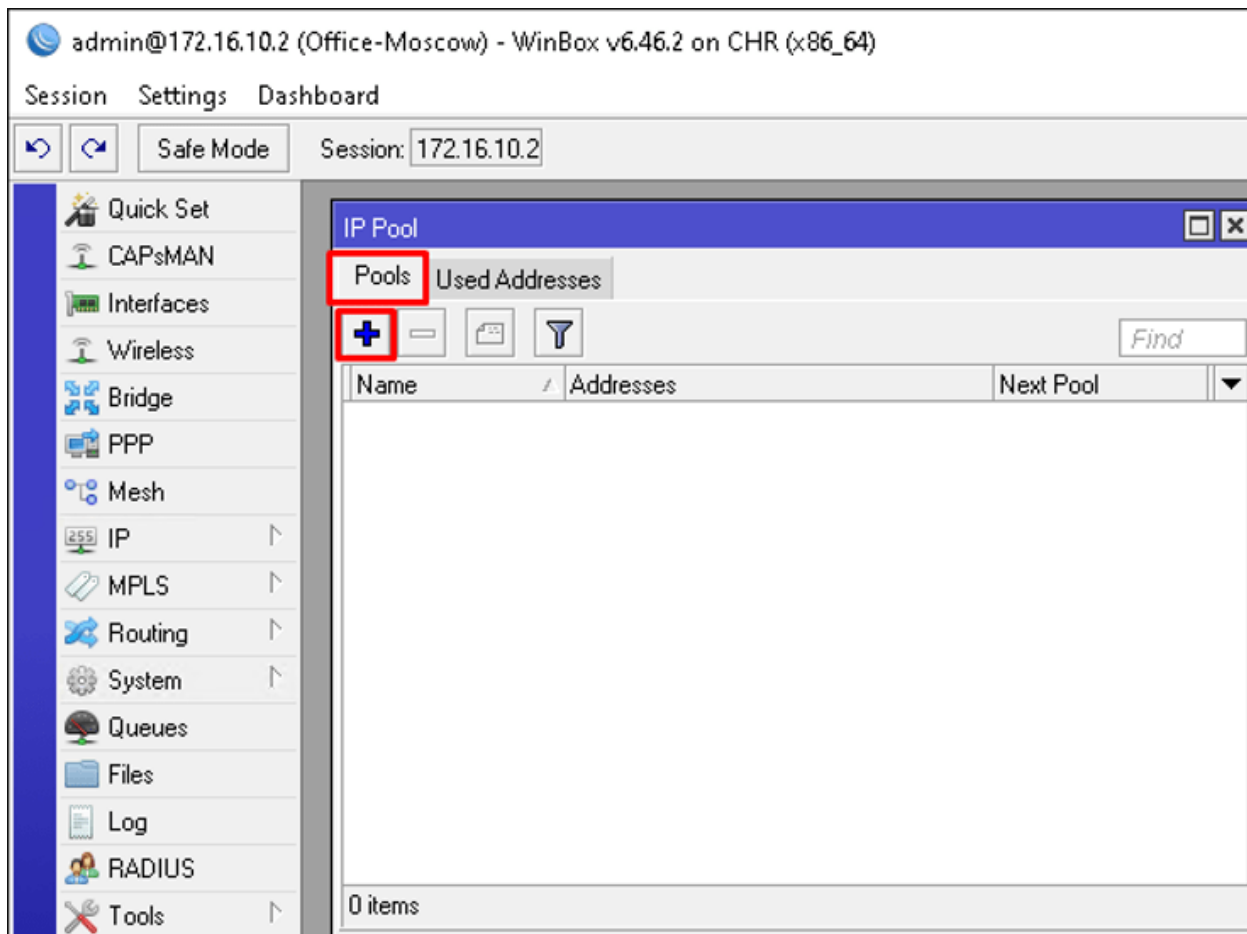 admin@172.16.10.2 (Office-Moscow) - WinBox v6.46.2 on CHR (x86_64)
Session Settings Dashboard
Safe Mode Session: 172.16.10.2
Quick Set
CAPsMAN
Interfaces
Wireless
Bridge
PPP
Mesh
255 IP
MPLS
Routing
System
Queues
Files
Log
RADIUS
Tools
IP Pool
Pools Used Addresses
Find
Name Addresses Next Pool
0 items